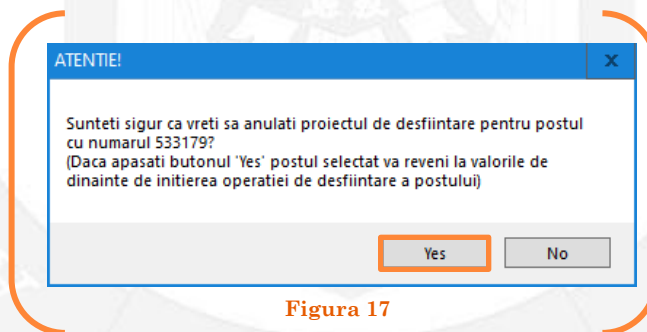 ATENTIE!
x
Sunteti sigur ca vreti sa anulati proiectul de desfiintare pentru postul
cu numarul 533179?
(Daca apasati butonul 'Yes' postul selectat va reveni la valorile de
dinainte de initierea operatiei de desfiintare a postului)
Yes No
Figura 17